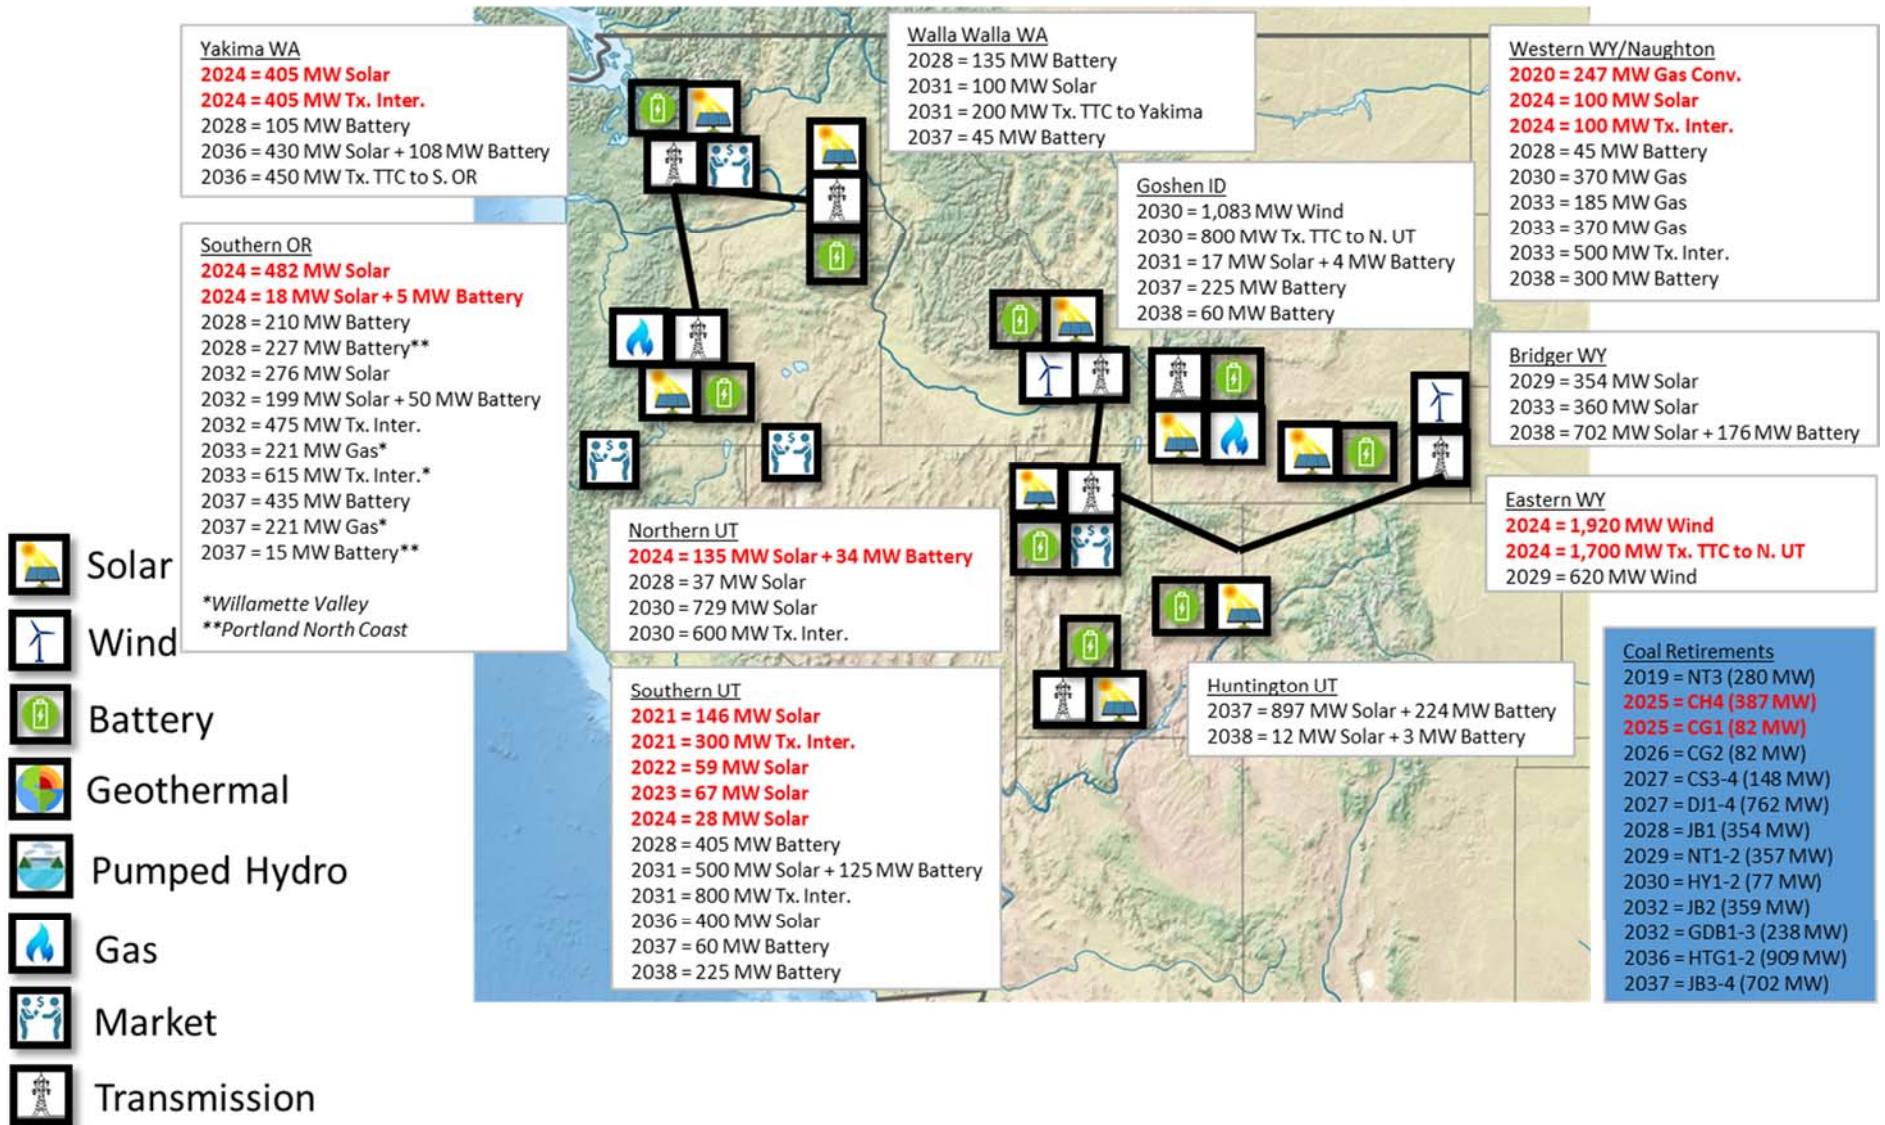 Yakima WA
2024 = 405 MW Solar
2024 = 405 MW Tx. Inter.
2028 = 105 MW Battery
2036 = 430 MW Solar + 108 MW Battery
2036 = 450 MW Tx. TTC to S. OR
Walla Walla WA
2028 = 135 MW Battery
2031 = 100 MW Solar
2031 = 200 MW Tx. TTC to Yakima
2037 = 45 MW Battery
Western WY/Naughton
2020 = 247 MW Gas Conv.
2024 = 100 MW Solar
2024 = 100 MW Tx. Inter.
2028 = 45 MW Battery
2030 = 370 MW Gas
2033 = 185 MW Gas
2033 = 370 MW Gas
2033 = 500 MW Tx. Inter.
2038 = 300 MW Battery
Goshen ID
2030 = 1,083 MW Wind
2030 = 800 MW Tx. TTC to N. UT
2031 = 17 MW Solar + 4 MW Battery
2037 = 225 MW Battery
2038 = 60 MW Battery
Southern OR
2024 = 482 MW Solar
2024 = 18 MW Solar + 5 MW Battery
2028 = 210 MW Battery
2028 = 227 MW Battery**
2032 = 276 MW Solar
2032 = 199 MW Solar + 50 MW Battery
2032 = 475 MW Tx. Inter.
2033 = 221 MW Gas*
2033 = 615 MW Tx. Inter.*
2037 = 435 MW Battery
2037 = 221 MW Gas*
2037 = 15 MW Battery**
*Willamette Valley
**Portland North Coast
Bridger WY
2029 = 354 MW Solar
2033 = 360 MW Solar
2038 = 702 MW Solar + 176 MW Battery
Eastern WY
2024 = 1,920 MW Wind
2024 = 1,700 MW Tx. TTC to N. UT
2029 = 620 MW Wind
Northern UT
2024 = 135 MW Solar + 34 MW Battery
2028 = 37 MW Solar
2030 = 729 MW Solar
2030 = 600 MW Tx. Inter.
Southern UT
2021 = 146 MW Solar
2021 = 300 MW Tx. Inter.
2022 = 59 MW Solar
2023 = 67 MW Solar
2024 = 28 MW Solar
2028 = 405 MW Battery
2031 = 500 MW Solar + 125 MW Battery
2031 = 800 MW Tx. Inter.
2036 = 400 MW Solar
2037 = 60 MW Battery
2038 = 225 MW Battery
Huntington UT
2037 = 897 MW Solar + 224 MW Battery
2038 = 12 MW Solar + 3 MW Battery
Coal Retirements
2019 = NT3 (280 MW)
2025 = CH4 (387 MW)
2025 = CG1 (82 MW)
2026 = CG2 (82 MW)
2027 = CS3-4 (148 MW)
2027 = DJ1-4 (762 MW)
2028 = JB1 (354 MW)
2029 = NT1-2 (357 MW)
2030 = HY1-2 (77 MW)
2032 = JB2 (359 MW)
2032 = GDB1-3 (238 MW)
2036 = HTG1-2 (909 MW)
2037 = JB3-4 (702 MW)
Solar
Wind
Battery
Geothermal
Pumped Hydro
Gas
Market
Transmission